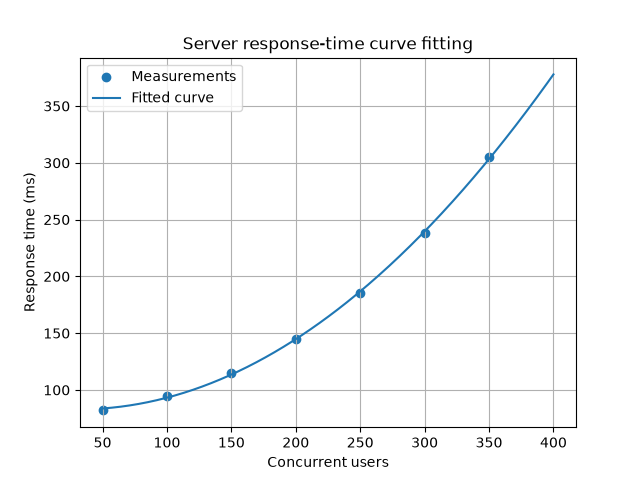 Server response-time curve fitting
Measurements
Fitted curve
Response time (ms)
350
300
250
200
150
100
50 100 150 200 250 300 350 400
Concurrent users